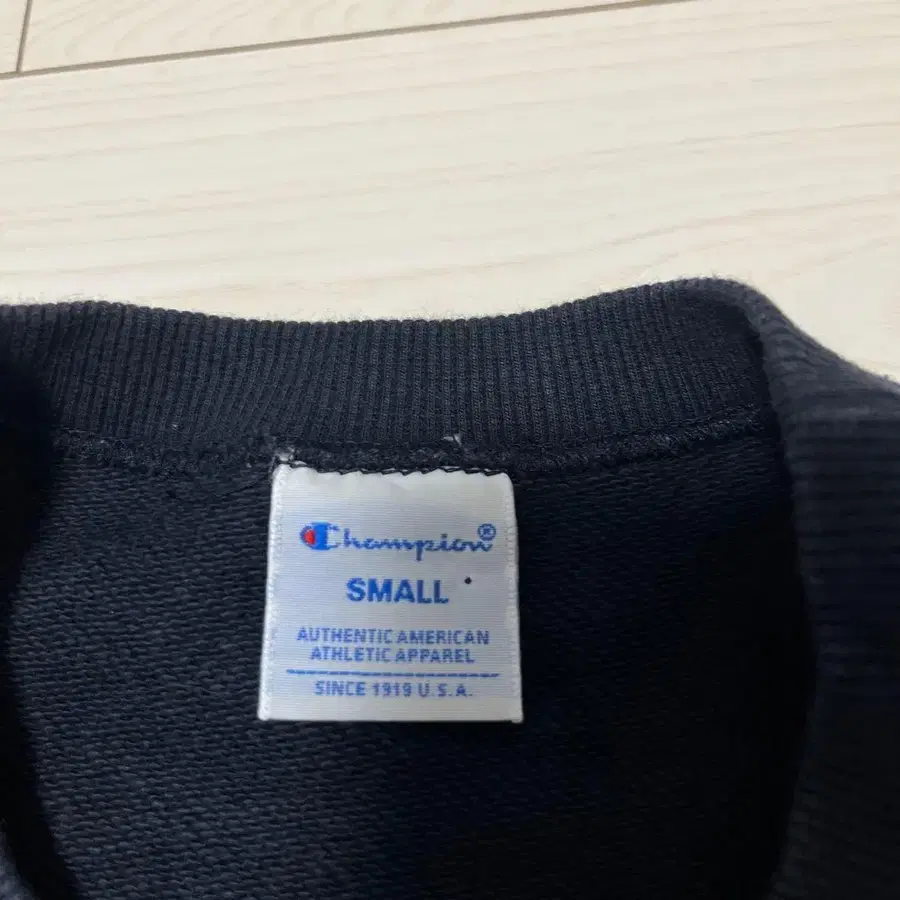 Champion®
SMALL
AUTHENTIC AMERICAN
ATHLETIC APPAREL
SINCE 1919 U.S.A.